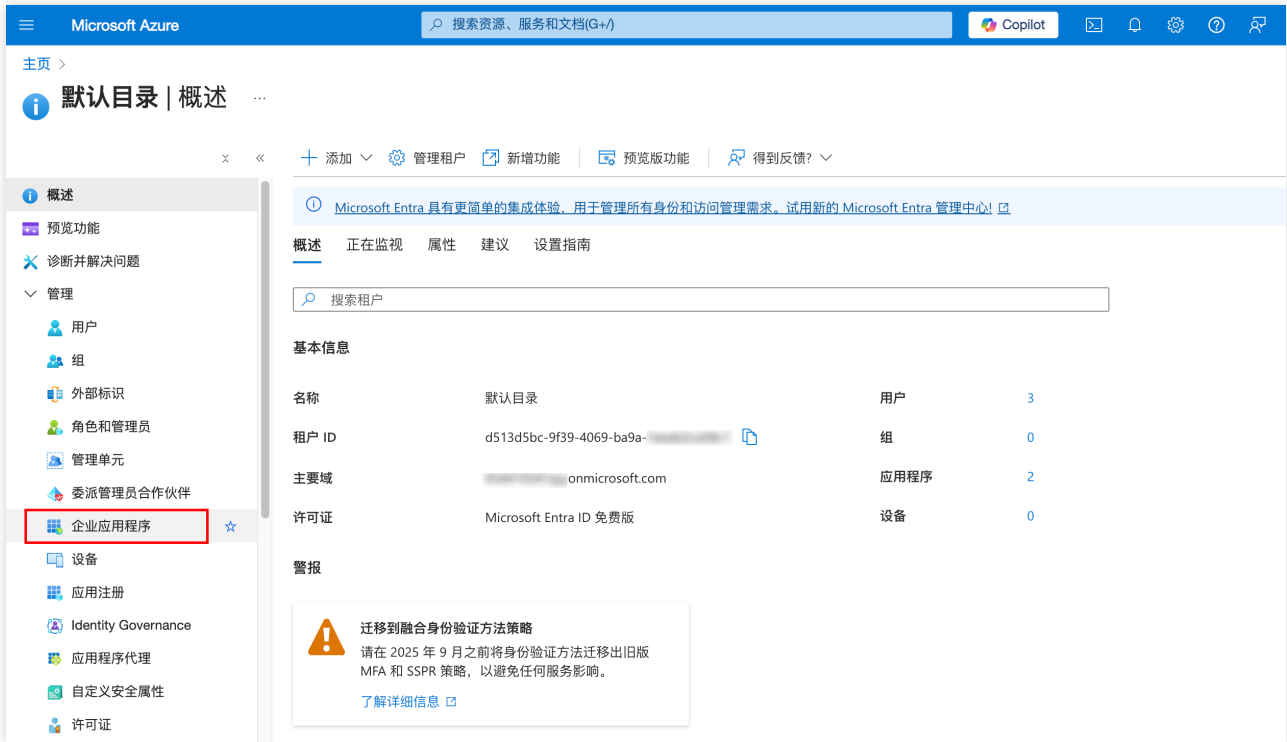 Microsoft Azure
搜索资源、服务和文档(G+/)
Copilot
主页
默认目录 | 概述
...
添加
管理租户
新增功能
预览版功能
得到反馈?
概述
预览功能
诊断并解决问题
管理
用户
组
外部标识
角色和管理员
管理单元
委派管理员合作伙伴
企业应用程序
设备
应用注册
Identity Governance
应用程序代理
自定义安全属性
许可证
Microsoft Entra 具有更简单的集成体验，用于管理所有身份和访问管理需求。试用新的 Microsoft Entra 管理中心!
概述 正在监视 属性 建议 设置指南
搜索租户
基本信息
名称 默认目录 用户 3
租户 ID d513d5bc-9f39-4069-ba9a- 组 0
主要域 onmicrosoft.com 应用程序 2
许可证 Microsoft Entra ID 免费版 设备 0
警报
迁移到融合身份验证方法策略
请在 2025 年 9 月之前将身份验证方法迁移出旧版
MFA 和 SSPR 策略，以避免任何服务影响。
了解详细信息